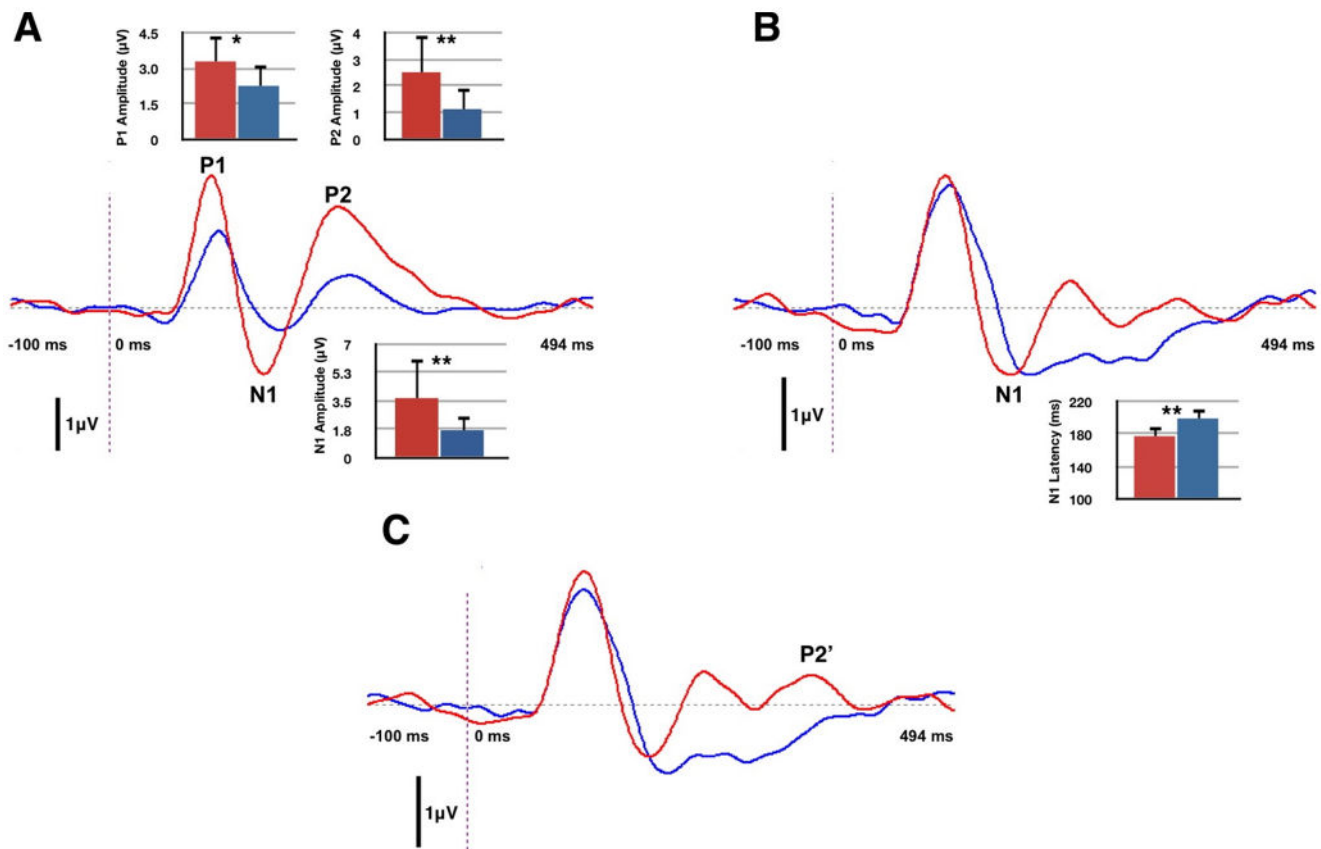 A
P1 Amplitude (µV)
4.5
3.0
1.5
0
*
P2 Amplitude (µV)
4
3
2
1
0
**
P1
P2
N1
-100 ms
0 ms
494 ms
1µV
N1 Amplitude (µV)
7
5.3
3.5
1.8
0
**
B
-100 ms
0 ms
494 ms
N1
1µV
N1 Latency (ms)
220
180
140
100
**
C
P2’
-100 ms
0 ms
494 ms
1µV